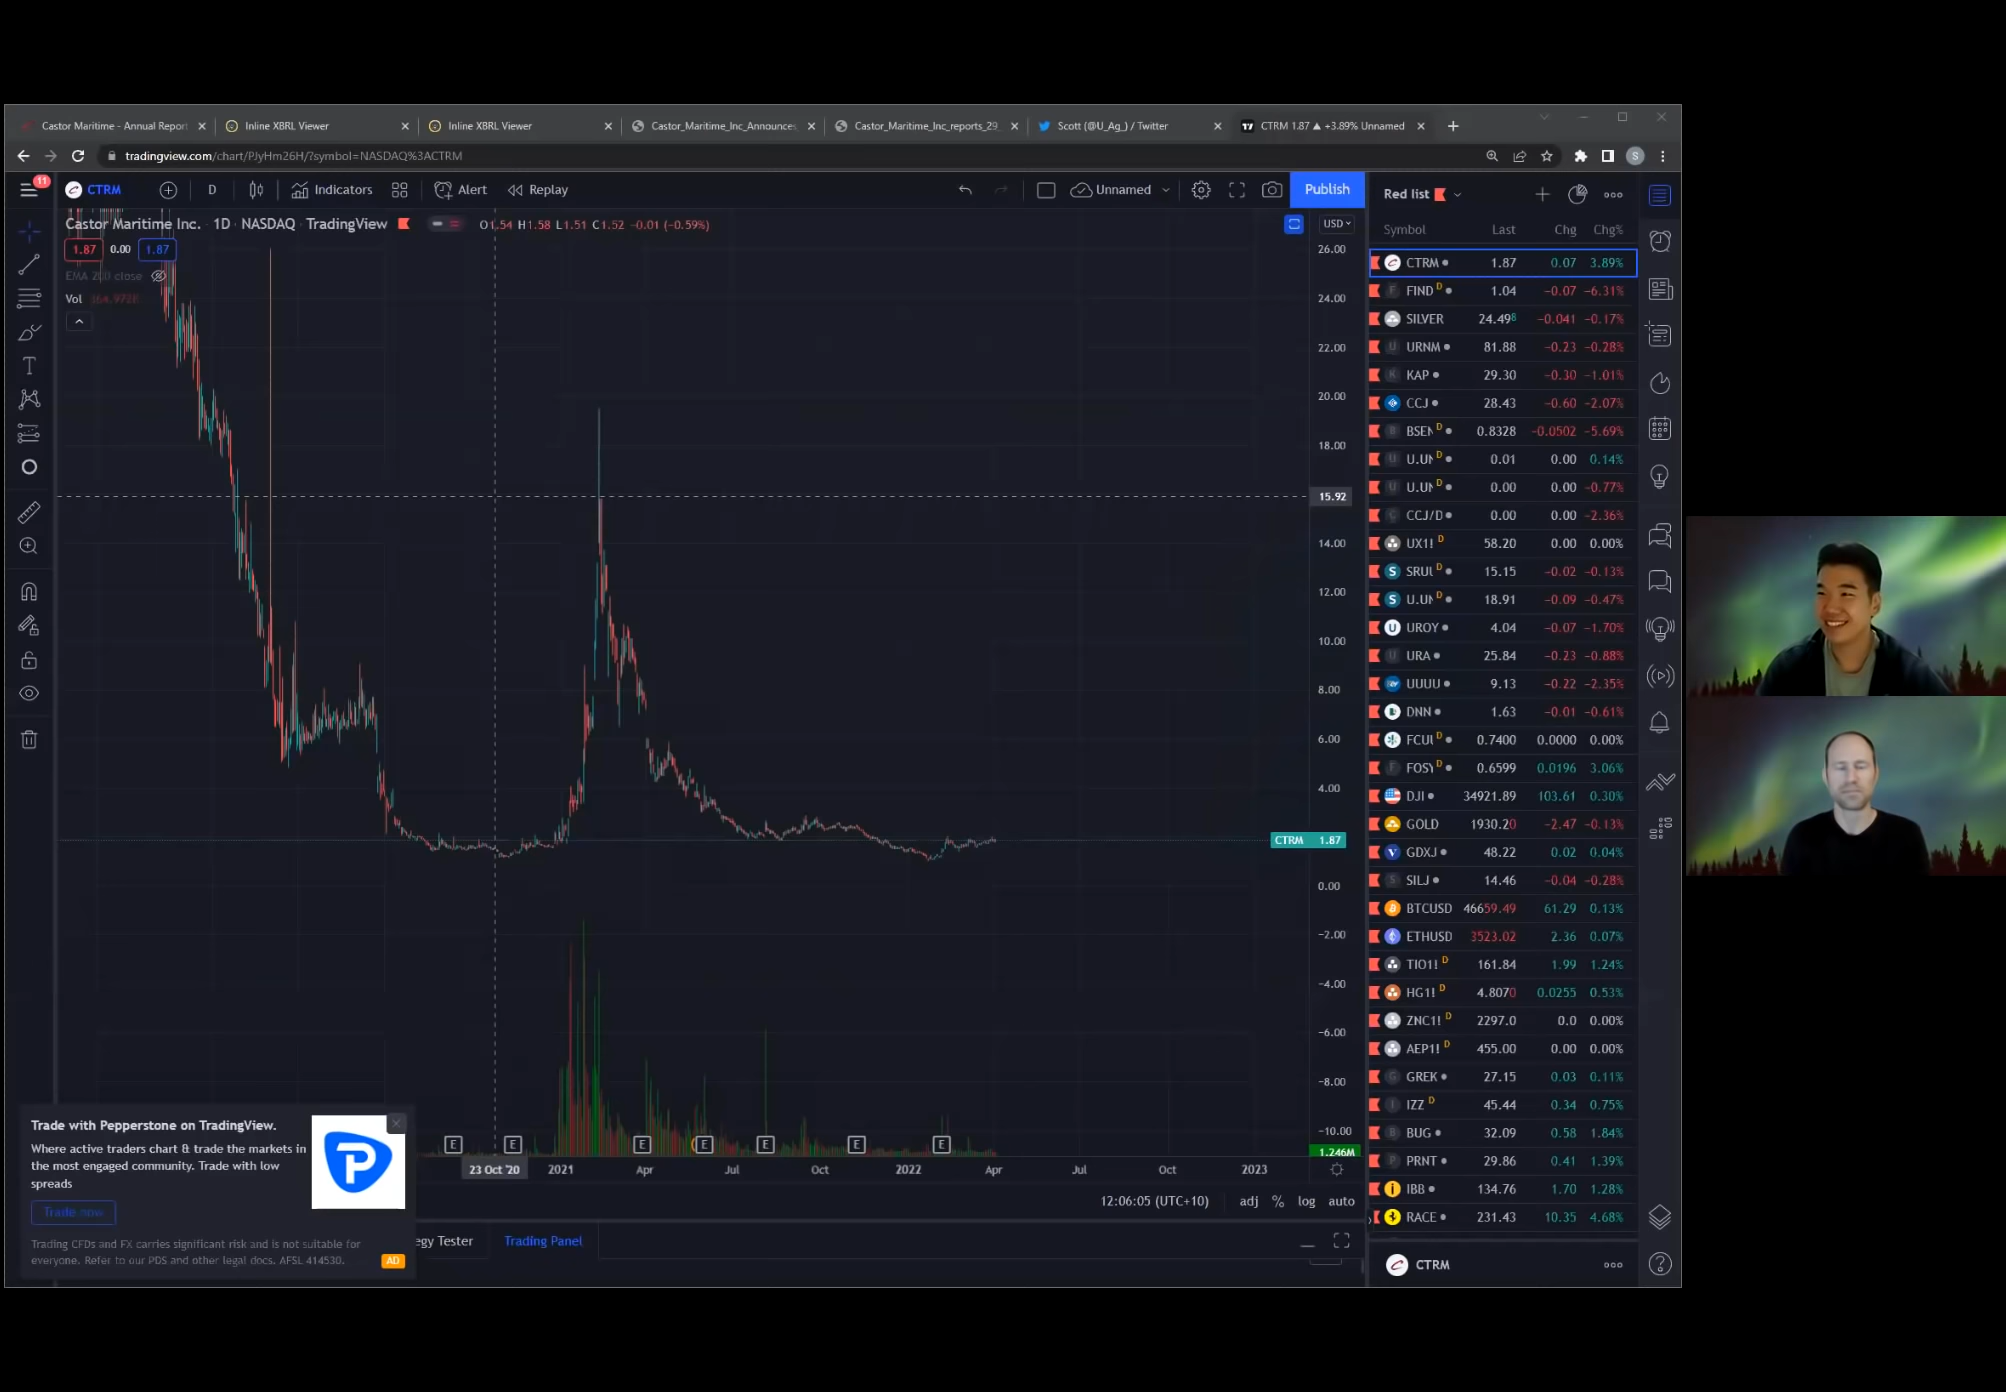 Castor Maritime - Annual Report
Inline XBRL Viewer
Inline XBRL Viewer
Castor_Maritime_Inc_Announces_
Castor_Maritime_Inc_reports_29_
Scott (@U_Ag_) / Twitter
CTRM 1.87 ▲ +3.89% Unnamed
tradingview.com/chart/PJyHm26H/?symbol=NASDAQ%3ACTRM
S
11
CTRM
D
Indicators
Alert
Replay
Unnamed
Publish
Castor Maritime Inc. · 1D · NASDAQ · TradingView
O1.54 H1.58 L1.51 C1.52 -0.01 (-0.59%)
USD
1.87 0.00 1.87
EMA 200 close
Vol
26.00
24.00
22.00
20.00
18.00
15.92
14.00
12.00
10.00
8.00
6.00
4.00
CTRM 1.87
0.00
-2.00
-4.00
-6.00
-8.00
-10.00
1.246M
E E E E E E E
23 Oct '20 2021 Apr Jul Oct 2022 Apr Jul Oct 2023
12:06:05 (UTC+10) adj % log auto
egy Tester Trading Panel
Trade with Pepperstone on TradingView.
Where active traders chart & trade the markets in
the most engaged community. Trade with low
spreads
Trade now
Trading CFDs and FX carries significant risk and is not suitable for
everyone. Refer to our PDS and other legal docs. AFSL 414530.
AD
Red list
Symbol Last Chg Chg%
CTRM 1.87 0.07 3.89%
FIND D 1.04 -0.07 -6.31%
SILVER 24.498 -0.041 -0.17%
URNM 81.88 -0.23 -0.28%
KAP 29.30 -0.30 -1.01%
CCJ 28.43 -0.60 -2.07%
BSEN D 0.8328 -0.0502 -5.69%
U.UN D 0.01 0.00 0.14%
U.UN D 0.00 0.00 -0.77%
CCJ/D 0.00 0.00 -2.36%
UX1! D 58.20 0.00 0.00%
SRUU D 15.15 -0.02 -0.13%
U.UN D 18.91 -0.09 -0.47%
UROY 4.04 -0.07 -1.70%
URA 25.84 -0.23 -0.88%
UUUU 9.13 -0.22 -2.35%
DNN 1.63 -0.01 -0.61%
FCUU D 0.7400 0.0000 0.00%
FOSY D 0.6599 0.0196 3.06%
DJI 34921.89 103.61 0.30%
GOLD 1930.20 -2.47 -0.13%
GDXJ 48.22 0.02 0.04%
SILJ 14.46 -0.04 -0.28%
BTCUSD 46659.49 61.29 0.13%
ETHUSD 3523.02 2.36 0.07%
TIO1! D 161.84 1.99 1.24%
HG1! D 4.8070 0.0255 0.53%
ZNC1! D 2297.0 0.0 0.00%
AEP1! D 455.00 0.00 0.00%
GREK 27.15 0.03 0.11%
IZZ D 45.44 0.34 0.75%
BUG 32.09 0.58 1.84%
PRNT 29.86 0.41 1.39%
IBB 134.76 1.70 1.28%
RACE 231.43 10.35 4.68%
CTRM